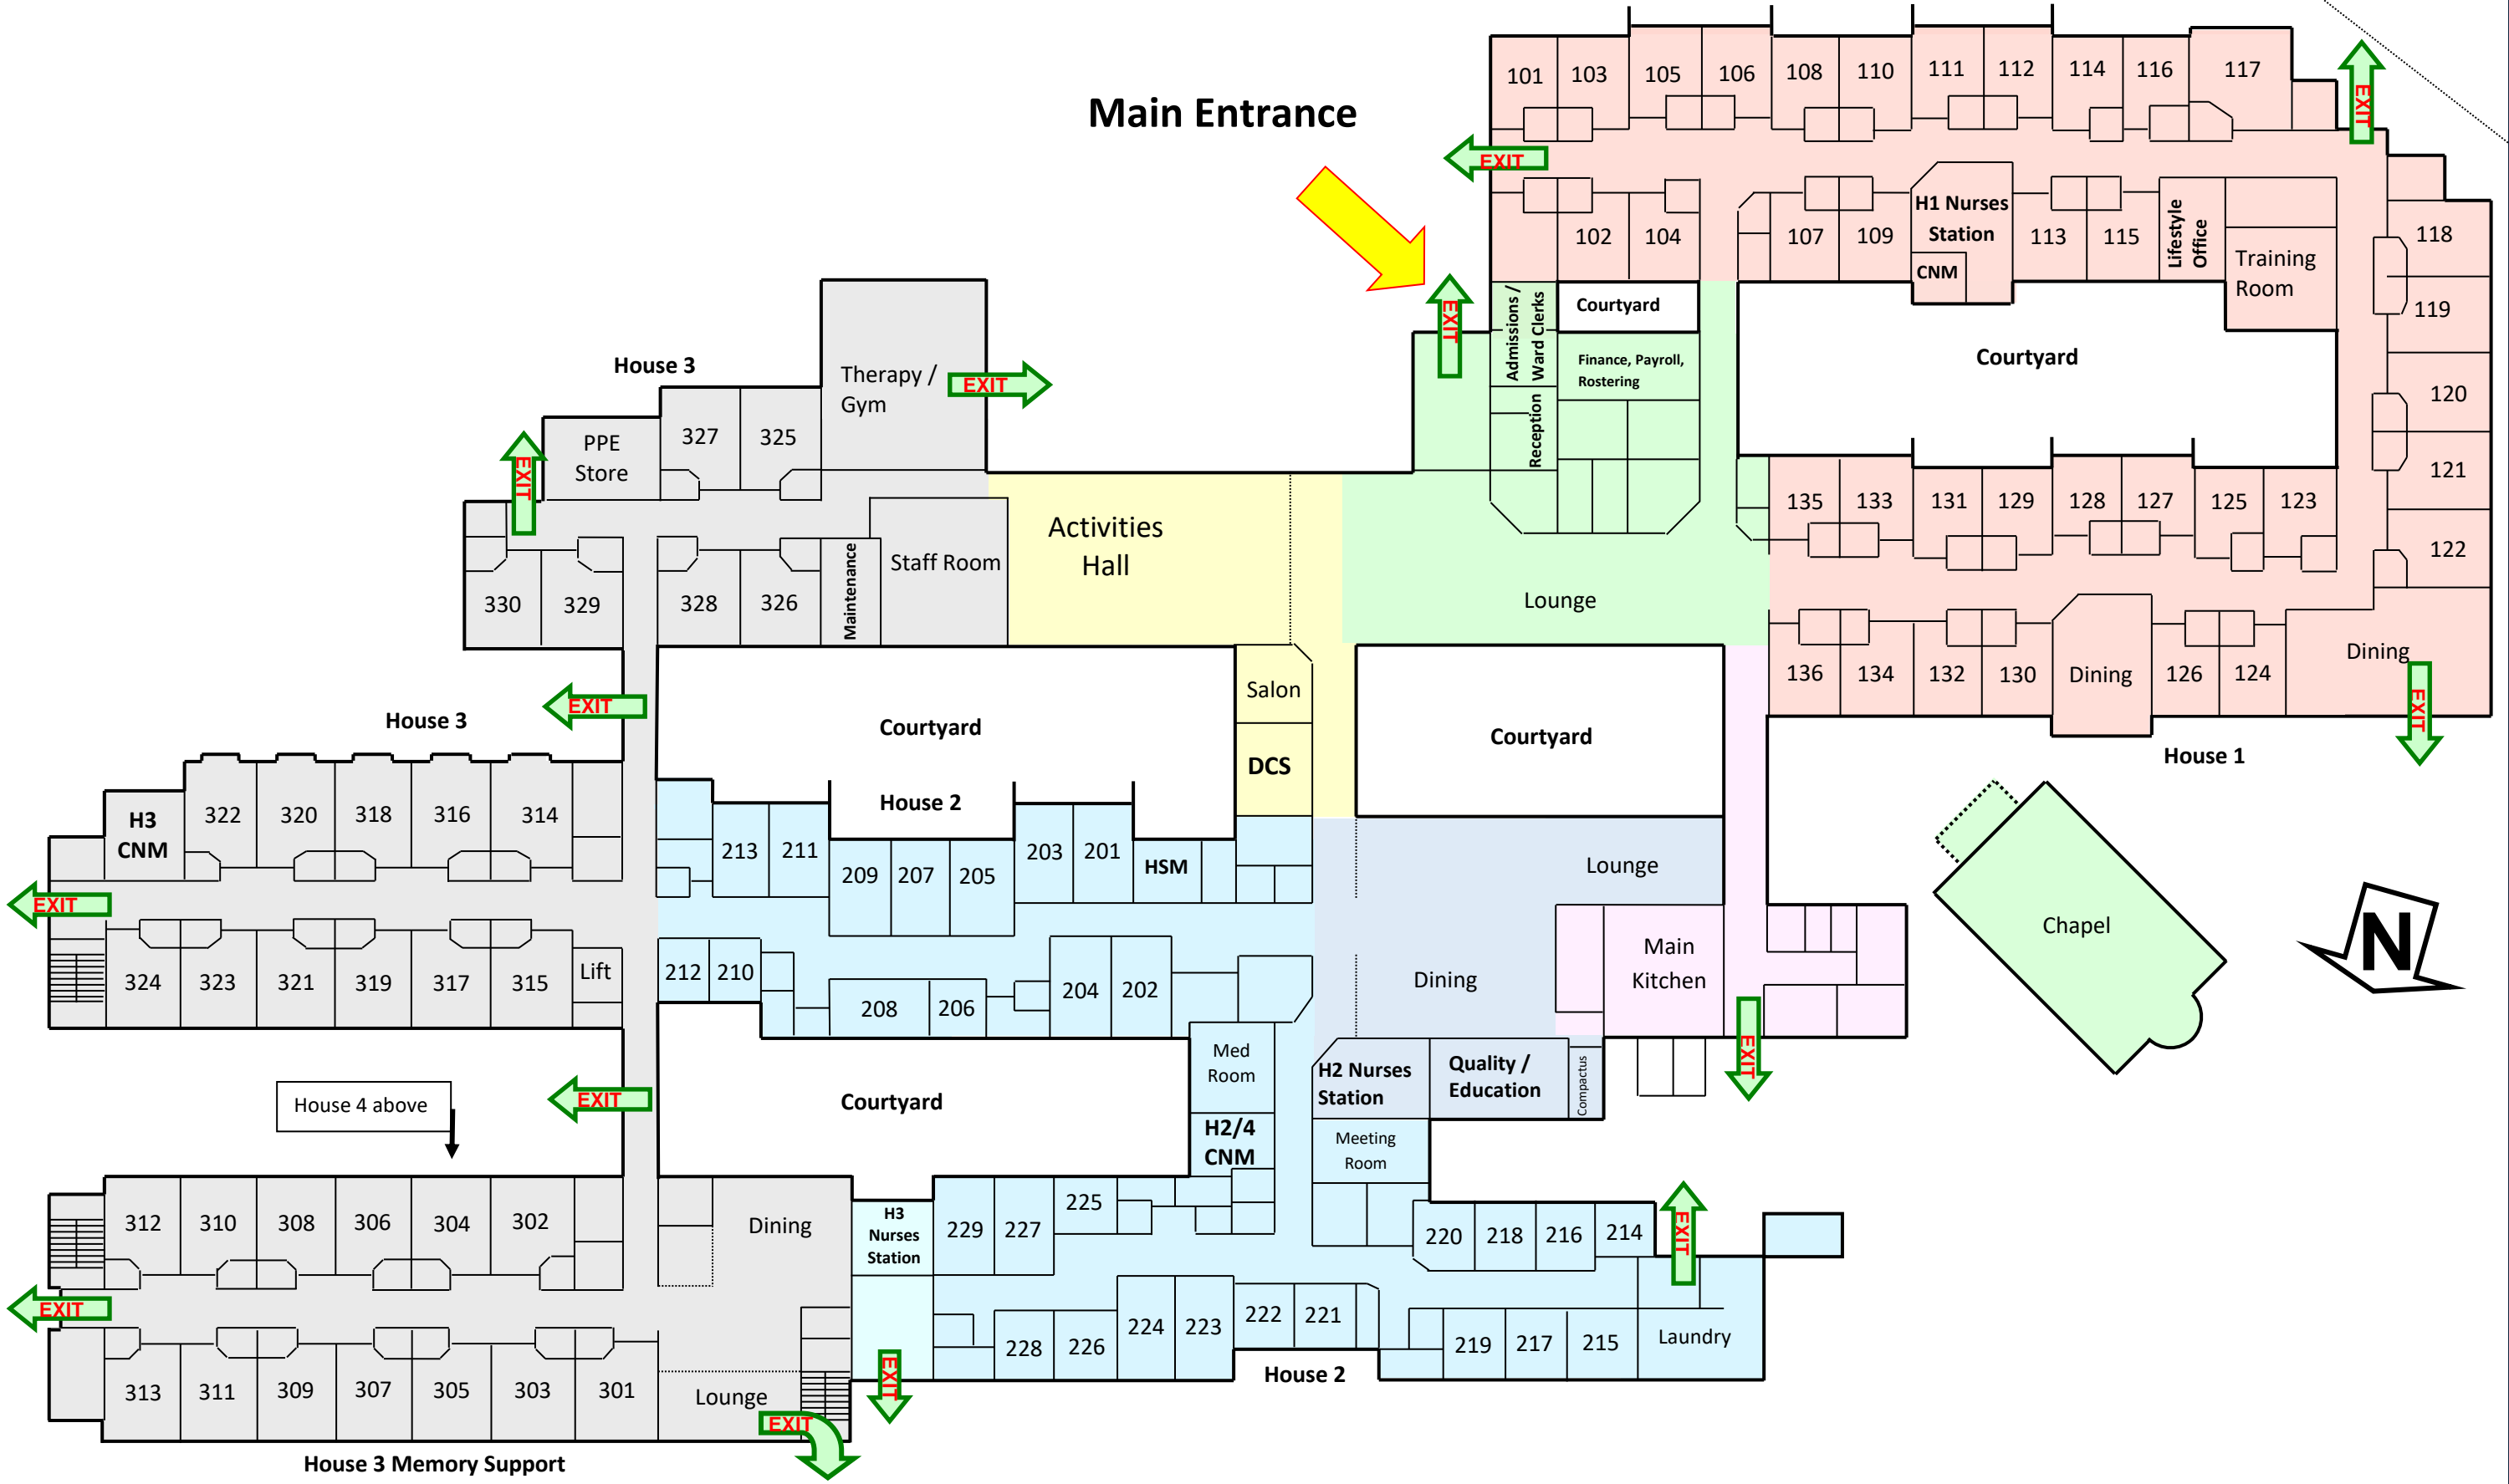 Main Entrance
101 103 105 106 108 110 111 112 114 116 117
EXIT
EXIT
102 104 107 109
H1 Nurses
Station
CNM
113 115
Lifestyle
Office
Training
Room
118
119
120
121
122
EXIT
Admissions /
Ward Clerks
Courtyard
Finance, Payroll,
Rostering
Reception
Courtyard
135 133 131 129 128 127 125 123
136 134 132 130
Dining
126 124
Dining
EXIT
House 1
Lounge
House 3
Therapy /
Gym
EXIT
PPE
Store
327 325
EXIT
330 329 328 326
Maintenance
Staff Room
Activities
Hall
EXIT
House 3
Courtyard
Salon
DCS
Courtyard
House 2
H3
CNM
322 320 318 316 314
213 211 209 207 205 203 201
HSM
Lounge
EXIT
324 323 321 319 317 315
Lift
212 210 208 206 204 202
Dining
Main
Kitchen
EXIT
Chapel
N
House 4 above
EXIT
Courtyard
Med
Room
H2/4
CNM
H2 Nurses
Station
Quality /
Education
Compactus
Meeting
Room
312 310 308 306 304 302
Dining
H3
Nurses
Station
229 227 225
220 218 216 214
EXIT
EXIT
313 311 309 307 305 303 301
Lounge
EXIT
EXIT
228 226 224 223 222 221
219 217 215
Laundry
House 2
House 3 Memory Support